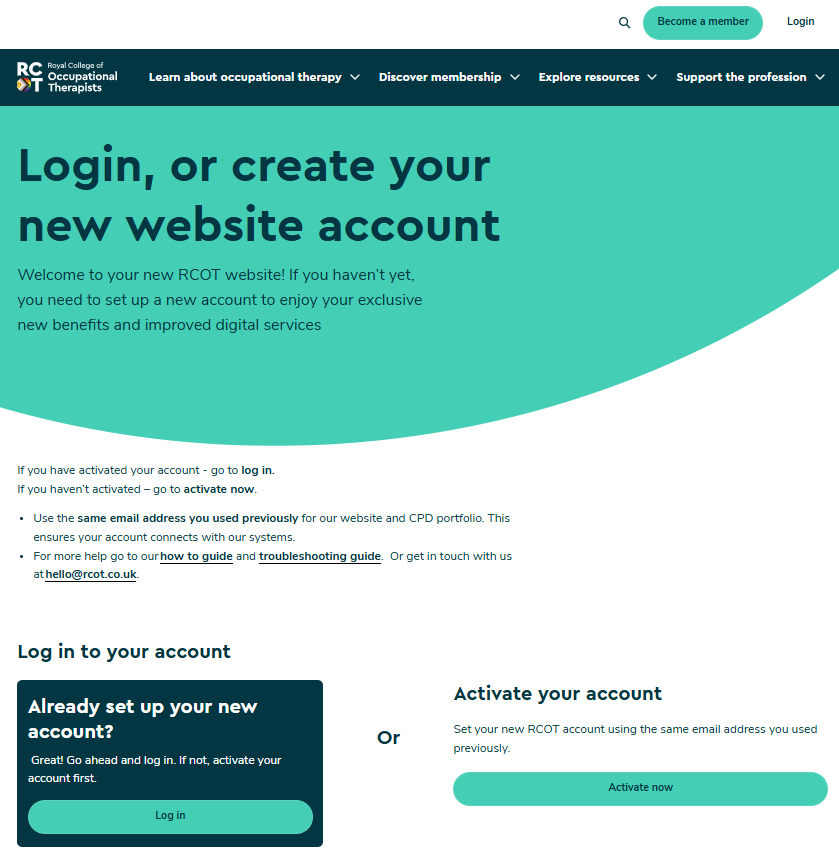 Become a member
Login
RC
OT
Royal College of
Occupational
Therapists
Learn about occupational therapy
Discover membership
Explore resources
Support the profession
Login, or create your
new website account
Welcome to your new RCOT website! If you haven't yet,
you need to set up a new account to enjoy your exclusive
new benefits and improved digital services
If you have activated your account - go to log in.
If you haven't activated – go to activate now.
• Use the same email address you used previously for our website and CPD portfolio. This
ensures your account connects with our systems.
• For more help go to our how to guide and troubleshooting guide. Or get in touch with us
at hello@rcot.co.uk.
Log in to your account
Already set up your new
account?
Great! Go ahead and log in. If not, activate your
account first.
Log in
Or
Activate your account
Set your new RCOT account using the same email address you used
previously.
Activate now